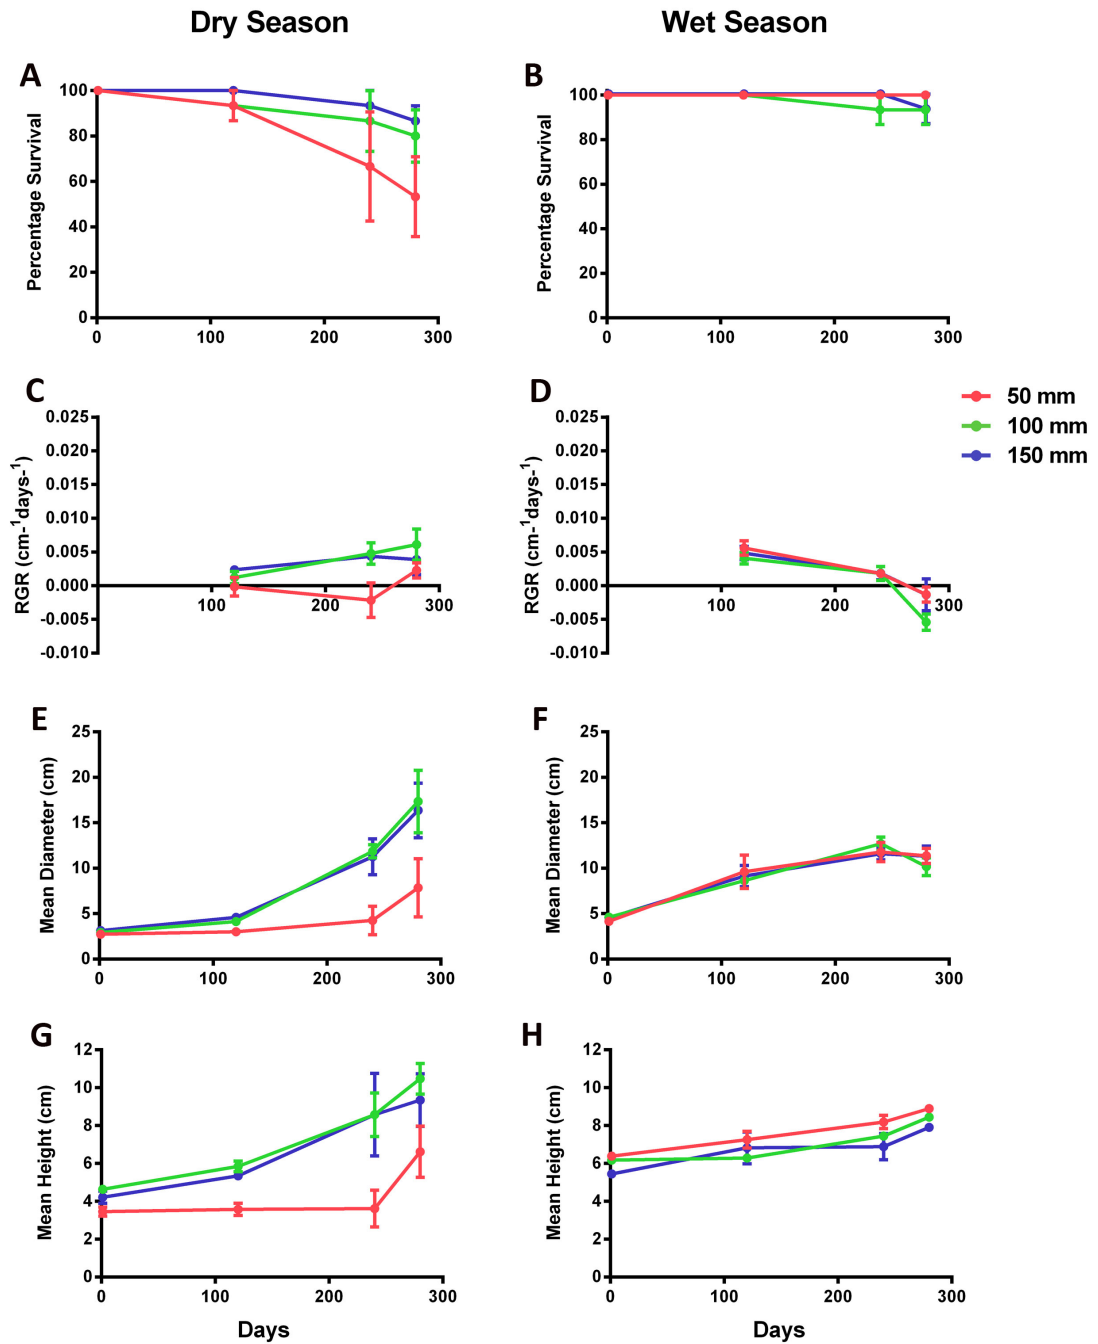 Dry Season
Wet Season
A
B
100
80
60
40
20
0
Percentage Survival
0 100 200 300
100
80
60
40
20
0
Percentage Survival
0 100 200 300
C
D
0.025
0.020
0.015
0.010
0.005
0.000
-0.005
-0.010
RGR (cm-¹days-¹)
100 200 300
0.025
0.020
0.015
0.010
0.005
0.000
-0.005
-0.010
RGR (cm-¹days-¹)
100 200 300
50 mm
100 mm
150 mm
E
F
25
20
15
10
5
0
Mean Diameter (cm)
0 100 200 300
25
20
15
10
5
0
Mean Diameter (cm)
0 100 200 300
G
H
12
10
8
6
4
2
0
Mean Height (cm)
0 100 200 300
Days
12
10
8
6
4
2
0
Mean Height (cm)
0 100 200 300
Days